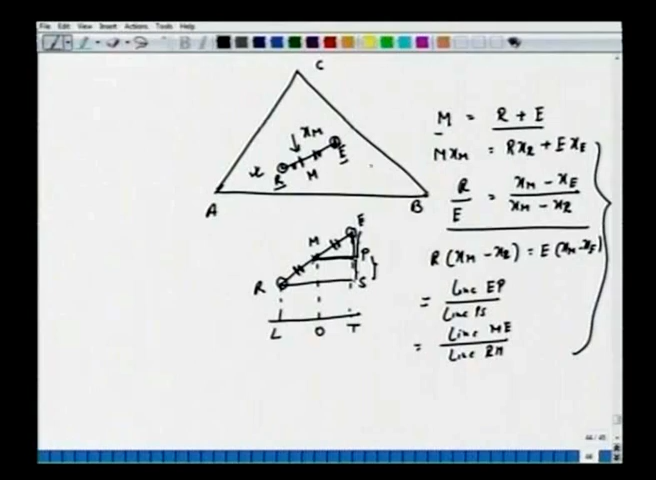 File Edit View Insert Actions Tools Help
C
x_M
E
R
M
A
B
M = R + E
M x_M = R x_R + E x_E
R/E = (x_M - x_E)/(x_M - x_R)
R(x_M - x_R) = E(x_M - x_E)
= Line EP/Line PS
= Line ME/Line RM
E
M
P
R
S
L O T